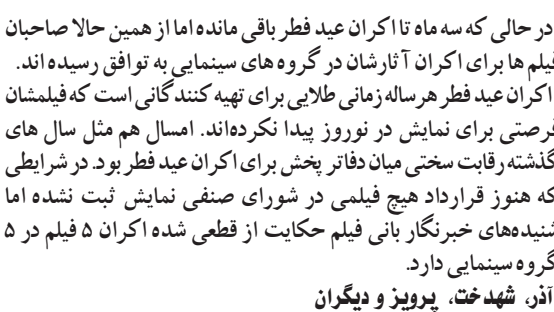 در حالی که سه ماه تا اکران عید فطر باقی مانده اما از همین حالا صاحبان
فیلم ها برای اکران آ ثارشان در گروه های سینمایی به توافق رسیده اند.
اکران عید فطر هرساله زمانی طلایی برای تهیه کنندگانی است که فیلمشان
فرصتی برای نمایش در نوروز پیدا نکرده‌اند. امسال هم مثل سال های
گذشته رقابت سختی میان دفاتر پخش برای اکران عید فطر بود. در شرایطی
که هنوز قرارداد هیچ فیلمی در شورای صنفی نمایش ثبت نشده اما
شنیده‌های خبرنگار بانی فیلم حکایت از قطعی شده اکران ۵ فیلم در ۵
گروه سینمایی دارد.
آذر، شهدخت، پرویز و دیگران